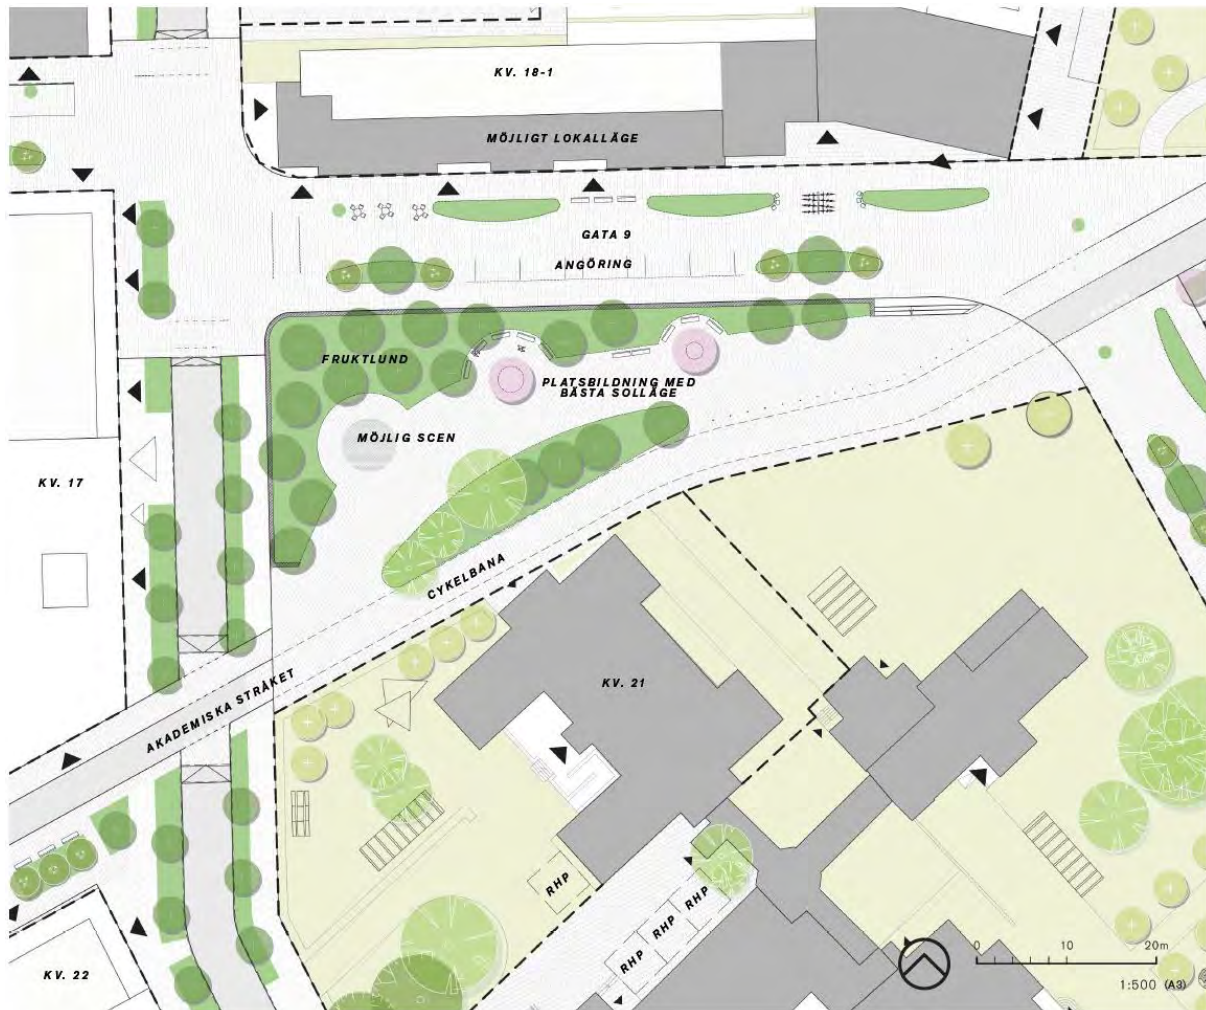 KV. 18-1
MÖJLIGT LOKALLÄGE
GATA 9
ANGÖRING
FRUKTLUND
PLATSBILDNING MED
BÄSTA SOLLÄGE
MÖJLIG SCEN
KV. 17
CYKELBANA
AKADEMISKA STRÅKET
KV. 21
RHP
RHP
RHP
RHP
KV. 22
0 10 20m
1:500 (A3)